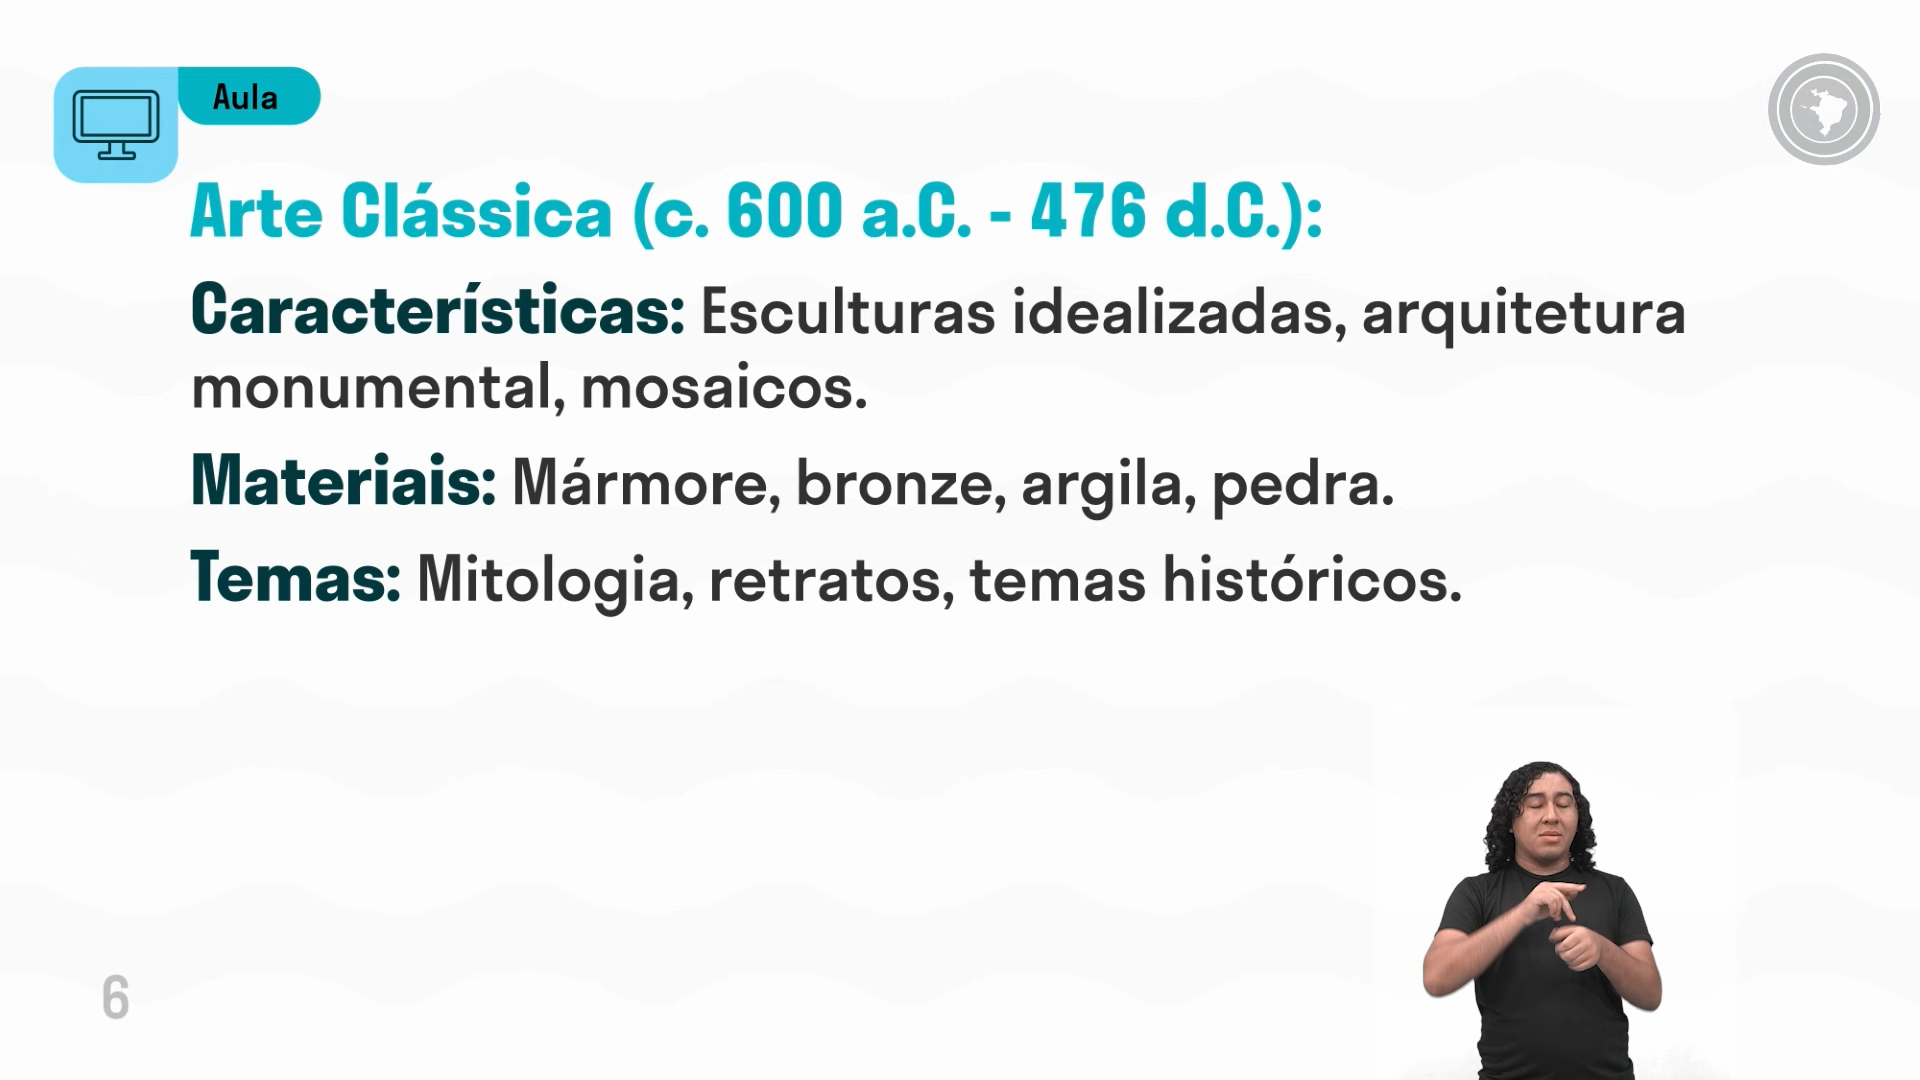 Aula
Arte Clássica (c. 600 a.C. - 476 d.C.):
Características: Esculturas idealizadas, arquitetura
monumental, mosaicos.
Materiais: Mármore, bronze, argila, pedra.
Temas: Mitologia, retratos, temas históricos.
6